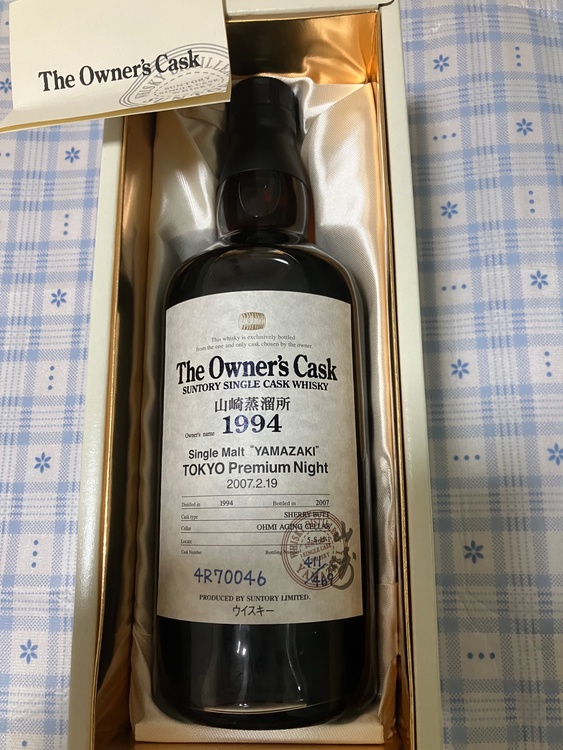 The Owner's Cask
This whisky is exclusively bottled
from the one and only cask chosen by the owner.
The Owner's Cask
SUNTORY SINGLE CASK WHISKY
山崎蒸溜所
1994
Owner's name
Single Malt "YAMAZAKI"
TOKYO Premium Night
2007.2.19
Distilled in 1994 Bottled in 2007
Cask type SHERRY BUTT
Cellar OHMI AGING CELLAR
Locate
Cask Number Bottling
4R70046
PRODUCED BY SUNTORY LIMITED.
ウイスキー